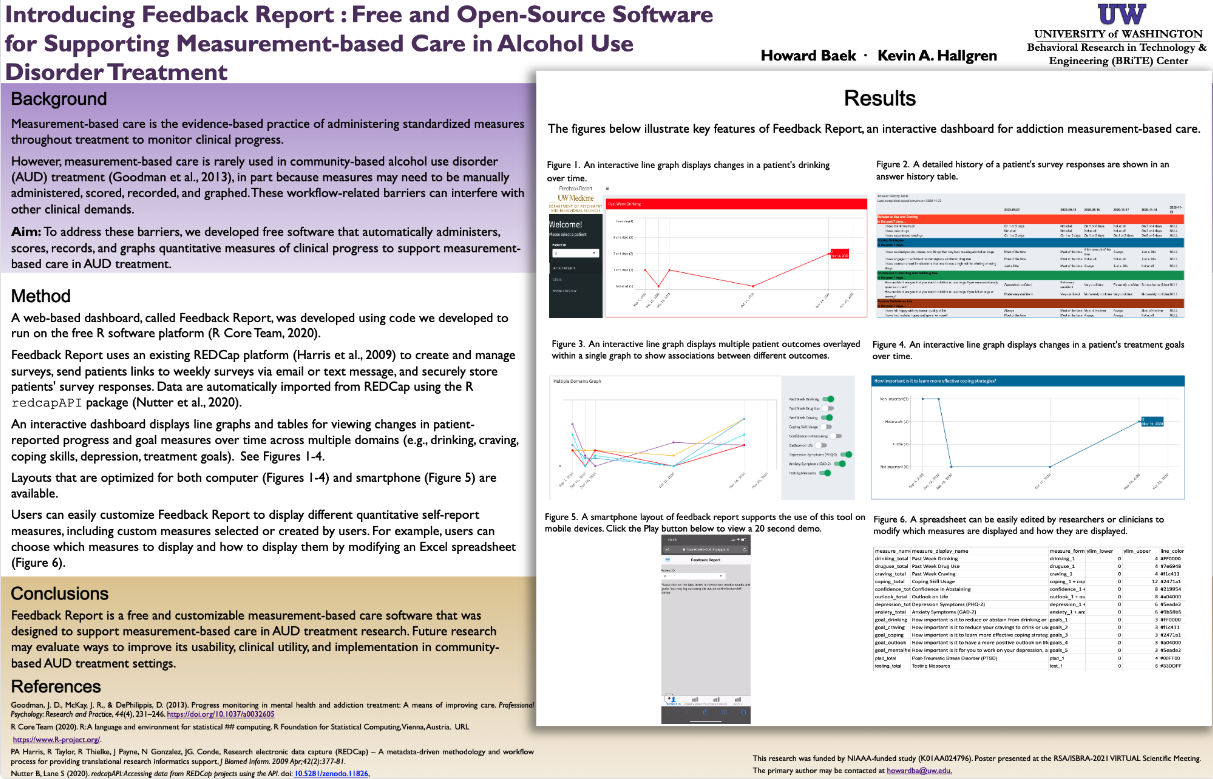 Introducing Feedback Report : Free and Open-Source Software
for Supporting Measurement-based Care in Alcohol Use
Disorder Treatment
Howard Baek · Kevin A. Hallgren
UW
UNIVERSITY of WASHINGTON
Behavioral Research in Technology &
Engineering (BRiTE) Center
Background
Measurement-based care is the evidence-based practice of administering standardized measures
throughout treatment to monitor clinical progress.
However, measurement-based care is rarely used in community-based alcohol use disorder
(AUD) treatment (Goodman et al., 2013), in part because measures may need to be manually
administered, scored, recorded, and graphed. These workflow-related barriers can interfere with
other clinical demands.
Aim: To address these barriers, we developed free software that automatically administers,
scores, records, and graphs quantitative measures of clinical progress to facilitate measurement-
based care in AUD treatment.
Method
A web-based dashboard, called Feedback Report, was developed using code we developed to
run on the free R software platform (R Core Team, 2020).
Feedback Report uses an existing REDCap platform (Harris et al., 2009) to create and manage
surveys, send patients links to weekly surveys via email or text message, and securely store
patients' survey responses. Data are automatically imported from REDCap using the R
redcapAPI package (Nutter et al., 2020).
An interactive dashboard displays line graphs and tables for viewing changes in patient-
reported progress and goal measures over time across multiple domains (e.g., drinking, craving,
coping skills, depression, treatment goals). See Figures 1-4.
Layouts that are optimized for both computer (Figures 1-4) and smartphone (Figure 5) are
available.
Users can easily customize Feedback Report to display different quantitative self-report
measures, including custom measures selected or created by users. For example, users can
choose which measures to display and how to display them by modifying an Excel spreadsheet
(Figure 6).
Conclusions
Feedback Report is a free and modifiable measurement-based care software that was
designed to support measurement-based care in AUD treatment research. Future research
may evaluate ways to improve its usability, clinical utility, and implementation in community-
based AUD treatment settings.
References
Goodman, J. D., McKay, J. R., & DePhilippis, D. (2013). Progress monitoring in mental health and addiction treatment: A means of improving care. Professional
Psychology: Research and Practice, 44(4), 231–246. https://doi.org/10.1037/a0032605
R Core Team (2020). R: A language and environment for statistical ## computing. R Foundation for Statistical Computing, Vienna, Austria. URL
https://www.R-project.org/.
PA Harris, R Taylor, R Thielke, J Payne, N Gonzalez, JG. Conde, Research electronic data capture (REDCap) – A metadata-driven methodology and workflow
process for providing translational research informatics support. J Biomed Inform. 2009 Apr;42(2):377-81.
Nutter B, Lane S (2020). redcapAPI: Accessing data from REDCap projects using the API. doi: 10.5281/zenodo.11826.
Results
The figures below illustrate key features of Feedback Report, an interactive dashboard for addiction measurement-based care.
Figure 1. An interactive line graph displays changes in a patient's drinking
over time.
Feedback Report
UW Medicine
DEPARTMENT OF PSYCHIATRY
AND BEHAVIORAL SCIENCES
Welcome!
Please select a patient
Past Week Drinking
Figure 2. A detailed history of a patient's survey responses are shown in an
answer history table.
Figure 3. An interactive line graph displays multiple patient outcomes overlayed
within a single graph to show associations between different outcomes.
Multiple Domains Graph
Past Week Drinking
Past Week Drug Use
Past Week Craving
Coping Skill Usage
Confidence in Abstaining
Outlook on Life
Depression Symptoms (PHQ-2)
Anxiety Symptoms (GAD-2)
Testing Measure
Figure 4. An interactive line graph displays changes in a patient's treatment goals
over time.
How important is it to learn more effective coping strategies?
Figure 5. A smartphone layout of feedback report supports the use of this tool on
mobile devices. Click the Play button below to view a 20 second demo.
Feedback Report
Figure 6. A spreadsheet can be easily edited by researchers or clinicians to
modify which measures are displayed and how they are displayed.
measure_nam measure_display_name measure_form ylim_lower ylim_upper line_color
drinking_total Past Week Drinking drinking_1 0 4 #FF0000
druguse_total Past Week Drug Use druguse_1 0 4 #7e6948
craving_total Past Week Craving craving_1 0 4 #f1c411
coping_total Coping Skill Usage coping_1 + cop 0 12 #2471a1
confidence_tot Confidence in Abstaining confidence_1 + 0 8 #219954
outlook_total Outlook on Life outlook_1 + ou 0 8 #a04000
depression_tot Depression Symptoms (PHQ-2) depression_1 + 0 6 #5eade2
anxiety_total Anxiety Symptoms (GAD-2) anxiety_1 + anx 0 6 #9b58b5
goal_drinking How important is it to reduce or abstain from drinking or goals_1 0 3 #FF0000
goal_craving How important is it to reduce your cravings to drink or us goals_2 0 3 #f1c411
goal_coping How important is it to learn more effective coping strateg goals_3 0 3 #2471a1
goal_outlook How important is it to have a more positive outlook on lif goals_4 0 3 #a04000
goal_mentalhe How important is it for you to work on your depression, a goals_5 0 3 #5eade2
ptsd_total Post-Traumatic Stress Disorder (PTSD) ptsd_1 0 4 #00FF00
testing_total Testing Measures test_1 0 6 #83DDFF
This research was funded by NIAAA-funded study (K01AA024796). Poster presented at the RSA/ISBRA-2021 VIRTUAL Scientific Meeting.
The primary author may be contacted at howardba@uw.edu.